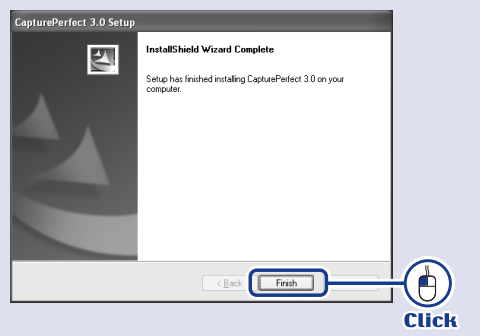 CapturePerfect 3.0 Setup
InstallShield Wizard Complete
Setup has finished installing CapturePerfect 3.0 on your
computer.
< Back
Finish
Click